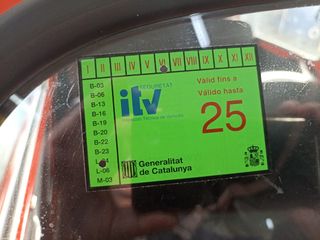 I II III IV V VI VII VIII IX X XI XII
SEGURETAT
itv
Vàlid fins a
Válido hasta
25
B-03
B-06
B-13
B-16
B-19
B-20
B-22
B-23
L-06
M-03
Generalitat
de Catalunya